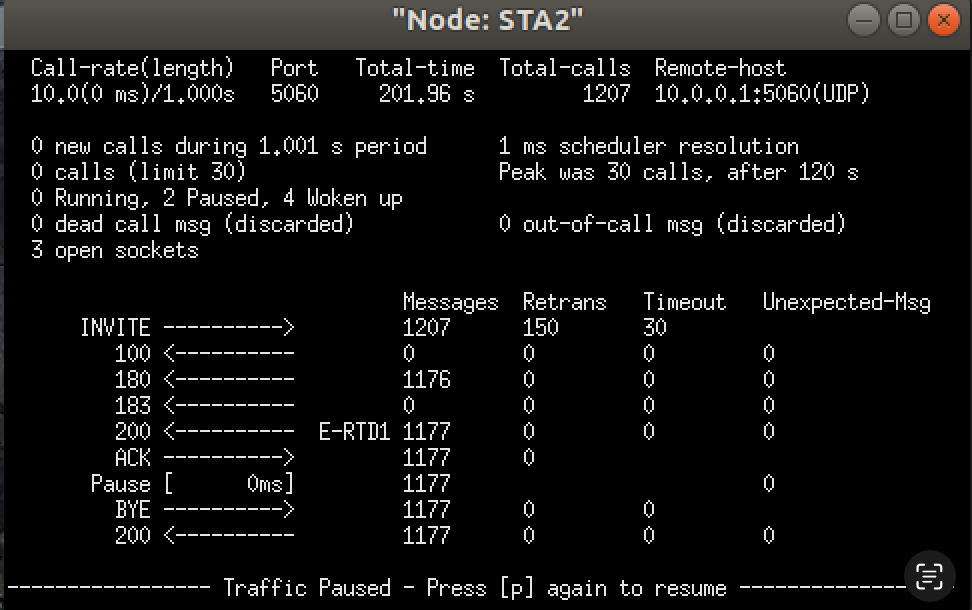 "Node: STA2"
Call-rate(length)   Port   Total-time  Total-calls  Remote-host
10.0(0 ms)/1.000s   5060     201.96 s         1207  10.0.0.1:5060(UDP)
0 new calls during 1.001 s period      1 ms scheduler resolution
0 calls (limit 30)                     Peak was 30 calls, after 120 s
0 Running, 2 Paused, 4 Woken up
0 dead call msg (discarded)            0 out-of-call msg (discarded)
3 open sockets
                               Messages  Retrans   Timeout   Unexpected-Msg
    INVITE ---------->         1207      150       30
       100 <----------         0         0         0         0
       180 <----------         1176      0         0         0
       183 <----------         0         0         0         0
       200 <----------  E-RTD1 1177      0         0         0
       ACK ---------->         1177      0
     Pause [      0ms]         1177                          0
       BYE ---------->         1177      0         0
       200 <----------         1177      0         0         0
----------------- Traffic Paused - Press [p] again to resume -----------------